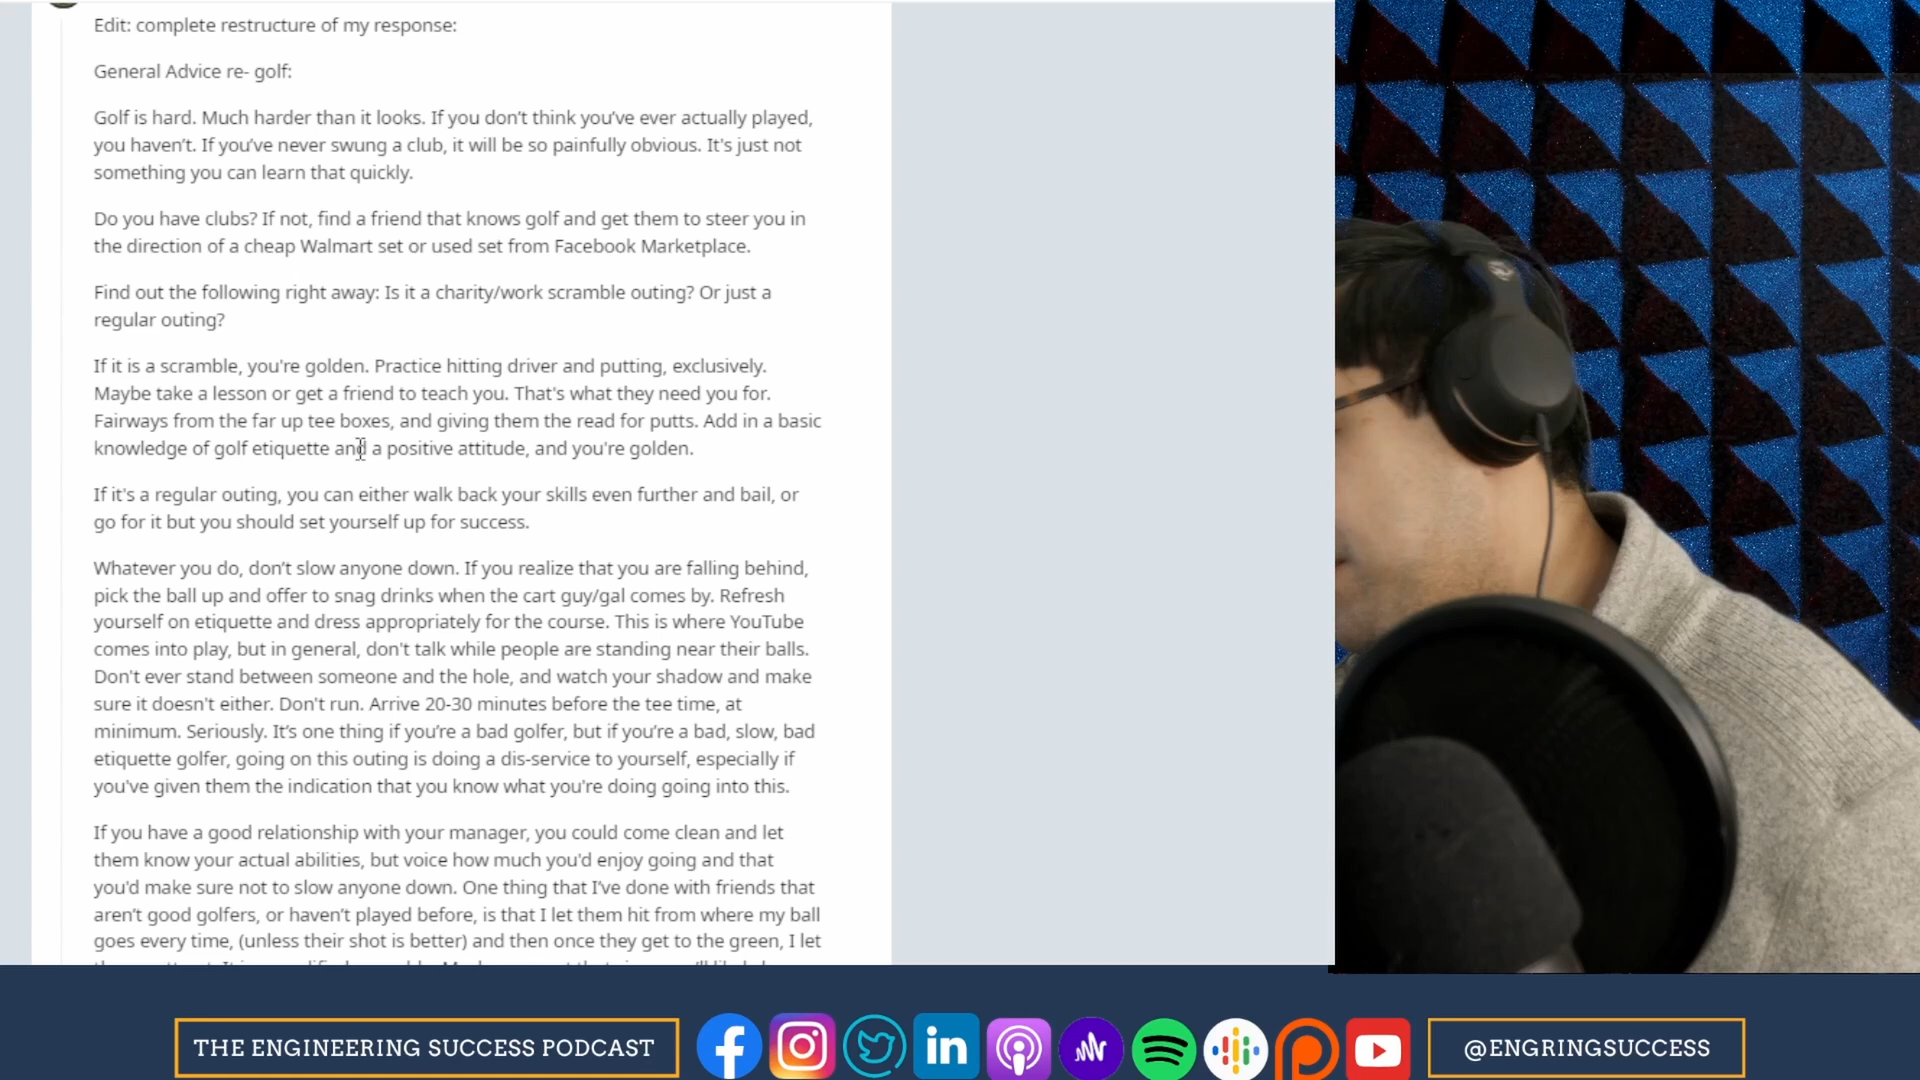 Edit: complete restructure of my response:
General Advice re- golf:
Golf is hard. Much harder than it looks. If you don’t think you’ve ever actually played,
you haven’t. If you’ve never swung a club, it will be so painfully obvious. It's just not
something you can learn that quickly.
Do you have clubs? If not, find a friend that knows golf and get them to steer you in
the direction of a cheap Walmart set or used set from Facebook Marketplace.
Find out the following right away: Is it a charity/work scramble outing? Or just a
regular outing?
If it is a scramble, you're golden. Practice hitting driver and putting, exclusively.
Maybe take a lesson or get a friend to teach you. That's what they need you for.
Fairways from the far up tee boxes, and giving them the read for putts. Add in a basic
knowledge of golf etiquette and a positive attitude, and you're golden.
If it's a regular outing, you can either walk back your skills even further and bail, or
go for it but you should set yourself up for success.
Whatever you do, don’t slow anyone down. If you realize that you are falling behind,
pick the ball up and offer to snag drinks when the cart guy/gal comes by. Refresh
yourself on etiquette and dress appropriately for the course. This is where YouTube
comes into play, but in general, don't talk while people are standing near their balls.
Don't ever stand between someone and the hole, and watch your shadow and make
sure it doesn't either. Don't run. Arrive 20-30 minutes before the tee time, at
minimum. Seriously. It’s one thing if you’re a bad golfer, but if you’re a bad, slow, bad
etiquette golfer, going on this outing is doing a dis-service to yourself, especially if
you've given them the indication that you know what you're doing going into this.
If you have a good relationship with your manager, you could come clean and let
them know your actual abilities, but voice how much you'd enjoy going and that
you'd make sure not to slow anyone down. One thing that I’ve done with friends that
aren’t good golfers, or haven’t played before, is that I let them hit from where my ball
goes every time, (unless their shot is better) and then once they get to the green, I let
THE ENGINEERING SUCCESS PODCAST
@ENGRINGSUCCESS